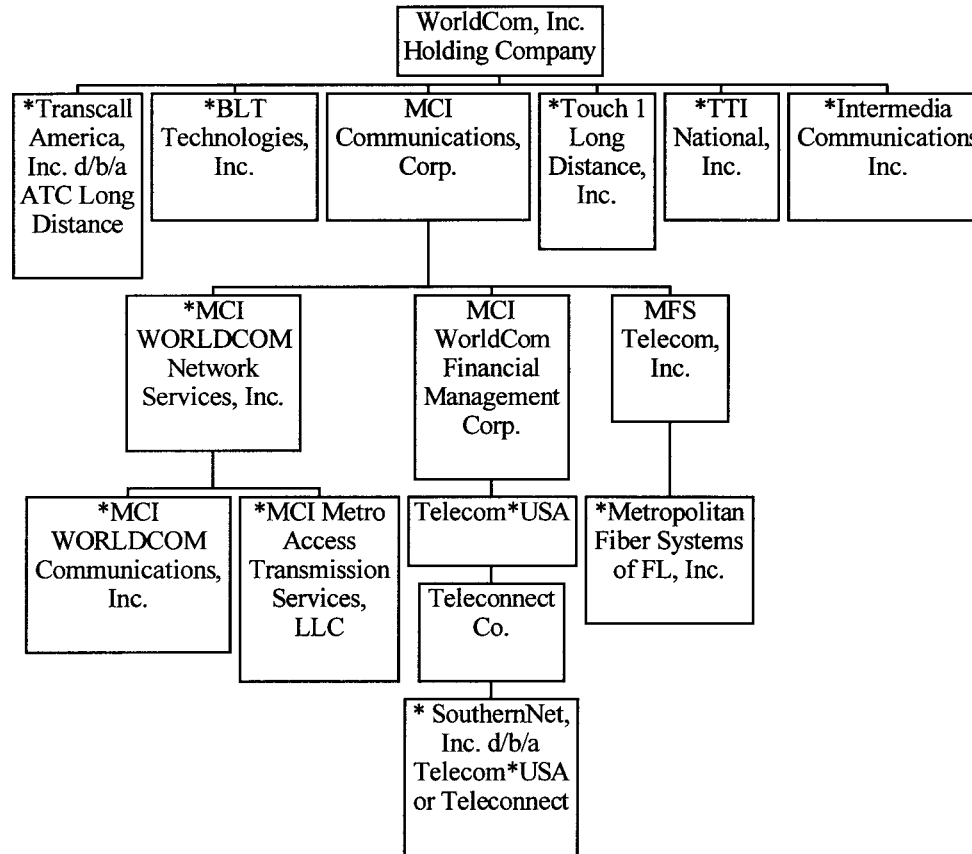 WorldCom, Inc.
Holding Company
*Transcall
America,
Inc. d/b/a
ATC Long
Distance
*BLT
Technologies,
Inc.
MCI
Communications,
Corp.
*Touch 1
Long
Distance,
Inc.
*TTI
National,
Inc.
*Intermedia
Communications
Inc.
*MCI
WORLDCOM
Network
Services, Inc.
MCI
WorldCom
Financial
Management
Corp.
MFS
Telecom,
Inc.
*MCI
WORLDCOM
Communications,
Inc.
*MCI Metro
Access
Transmission
Services,
LLC
Telecom*USA
*Metropolitan
Fiber Systems
of FL, Inc.
Teleconnect
Co.
* SouthernNet,
Inc. d/b/a
Telecom*USA
or Teleconnect